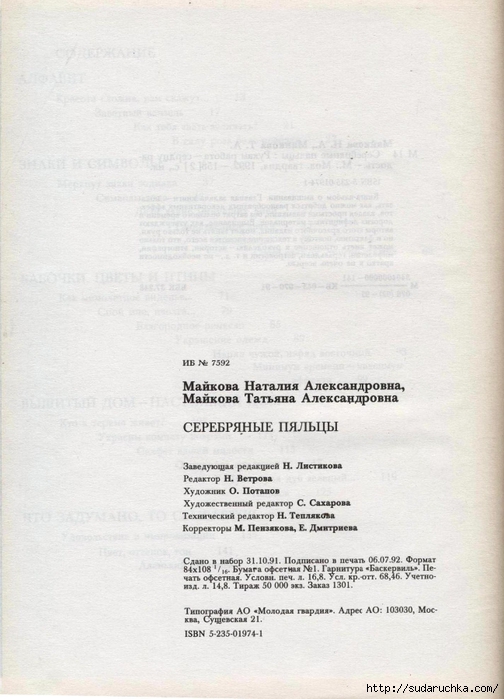 ИБ № 7592
Майкова Наталия Александровна,
Майкова Татьяна Александровна
СЕРЕБРЯНЫЕ ПЯЛЬЦЫ
Заведующая редакцией Н. Листикова
Редактор Н. Ветрова
Художник О. Потапов
Художественный редактор С. Сахарова
Технический редактор Н. Теплякова
Корректоры М. Пензякова, Е. Дмитриева
Сдано в набор 31.10.91. Подписано в печать 06.07.92. Формат
84х108 1/16. Бумага офсетная №1. Гарнитура «Баскервиль». Пе-
чать офсетная. Условн. печ. л. 16,8. Усл. кр.-отт. 68,46. Учетно-
изд. л. 14,8. Тираж 50 000 экз. Заказ 1301.
Типография АО «Молодая гвардия». Адрес АО: 103030, Мос-
ква, Сущевская 21.
ISBN 5-235-01974-1
http://sudaruchka.com/